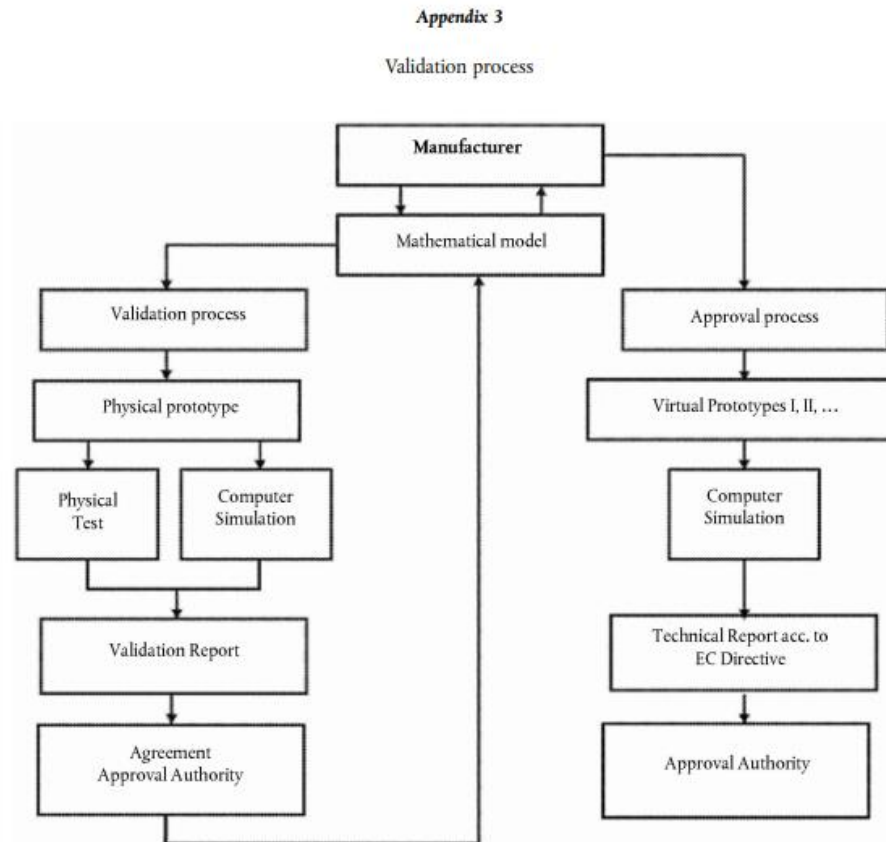 Appendix 3
Validation process
Manufacturer
Mathematical model
Validation process
Approval process
Physical prototype
Virtual Prototypes I, II, …
Physical
Test
Computer
Simulation
Computer
Simulation
Validation Report
Technical Report acc. to
EC Directive
Agreement
Approval Authority
Approval Authority